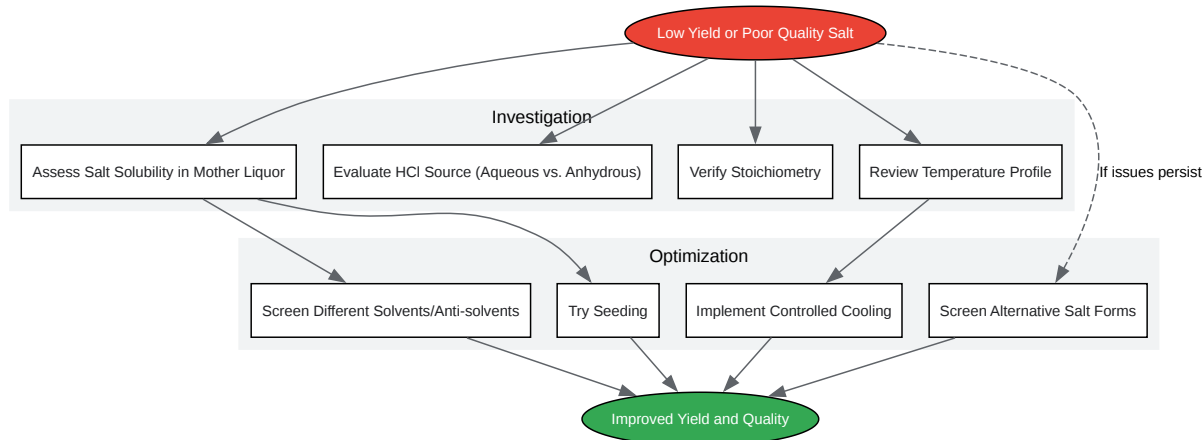 Low Yield or Poor Quality Salt
Investigation
Assess Salt Solubility in Mother Liquor
Evaluate HCl Source (Aqueous vs. Anhydrous)
Verify Stoichiometry
Review Temperature Profile
If issues persist
Optimization
Screen Different Solvents/Anti-solvents
Try Seeding
Implement Controlled Cooling
Screen Alternative Salt Forms
Improved Yield and Quality